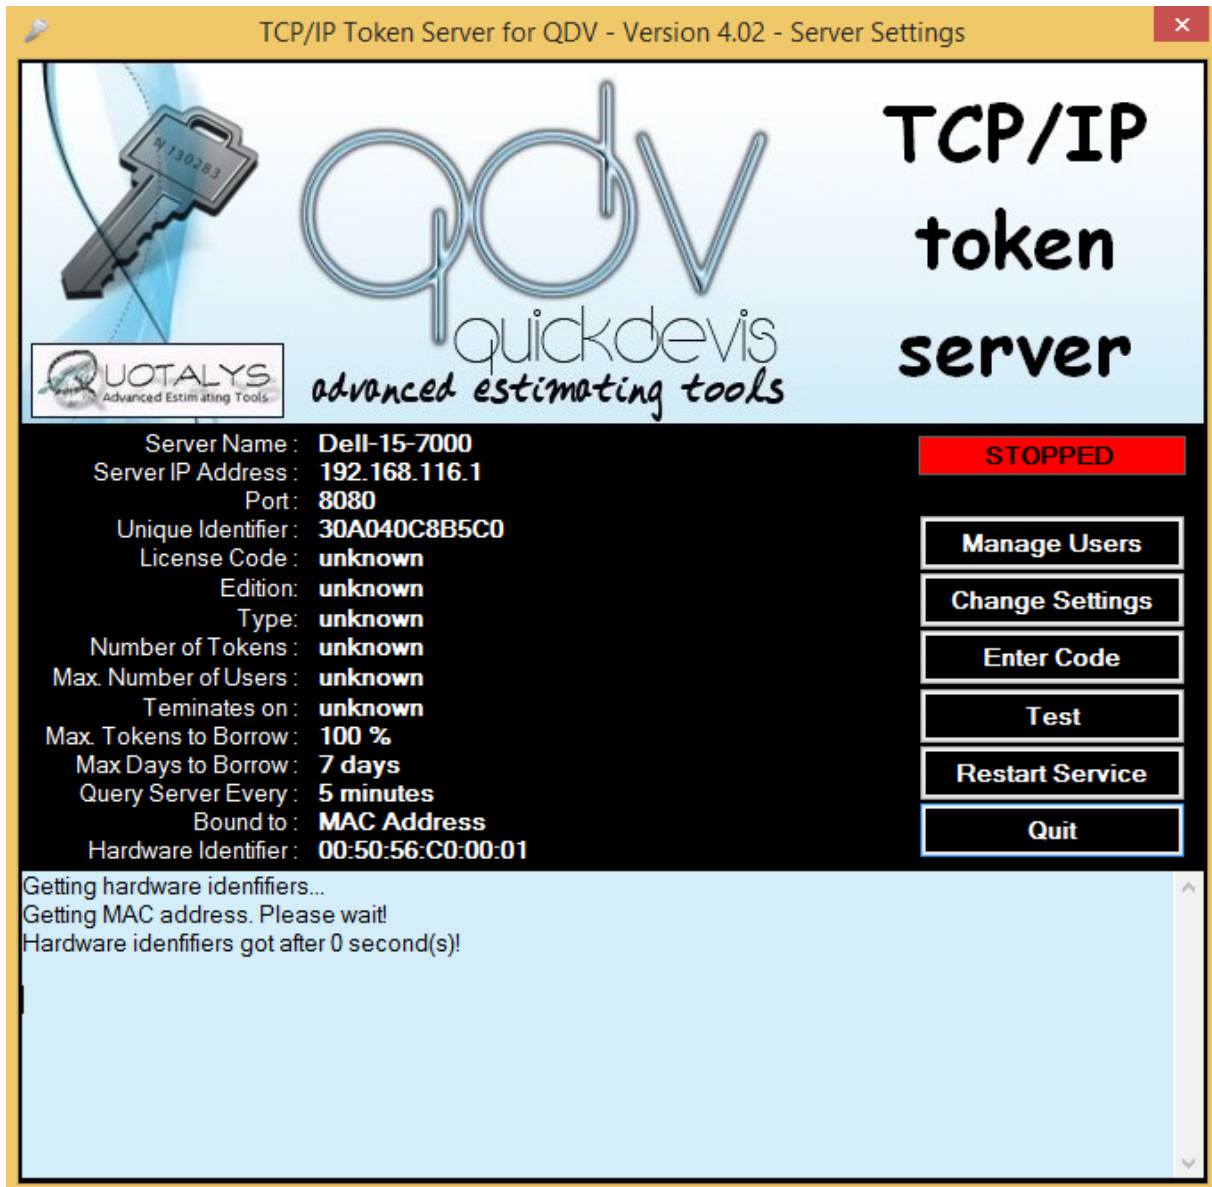 TCP/IP Token Server for QDV - Version 4.02 - Server Settings
N 130283
QDV
quickdevis
advanced estimating tools
QUOTALYS
Advanced Estimating Tools
TCP/IP
token
server
Server Name : Dell-15-7000
Server IP Address : 192.168.116.1
Port : 8080
Unique Identifier : 30A040C8B5C0
License Code : unknown
Edition: unknown
Type: unknown
Number of Tokens : unknown
Max. Number of Users : unknown
Teminates on : unknown
Max. Tokens to Borrow : 100 %
Max Days to Borrow : 7 days
Query Server Every : 5 minutes
Bound to : MAC Address
Hardware Identifier : 00:50:56:C0:00:01
STOPPED
Manage Users
Change Settings
Enter Code
Test
Restart Service
Quit
Getting hardware idenfifiers...
Getting MAC address. Please wait!
Hardware idenfifiers got after 0 second(s)!